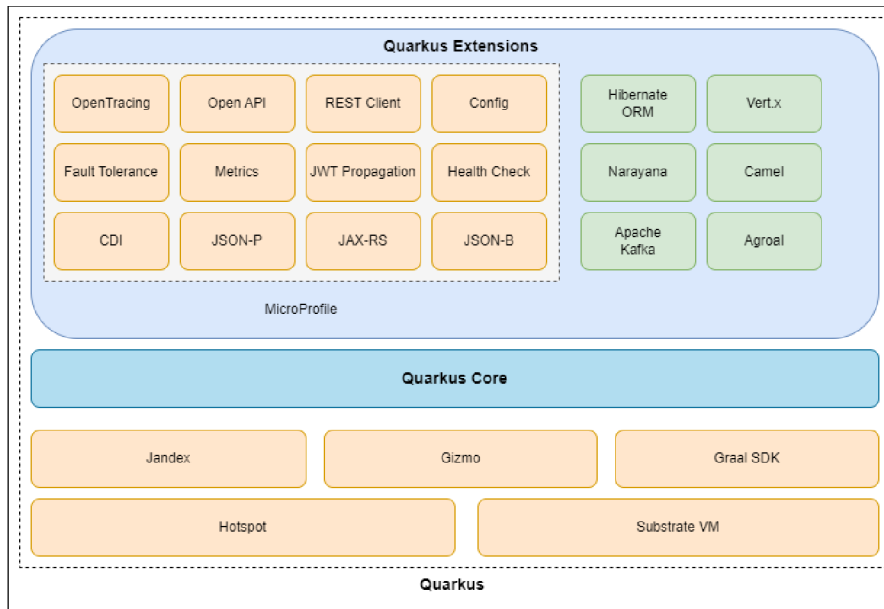 Quarkus Extensions
OpenTracing
Open API
REST Client
Config
Hibernate
ORM
Vert.x
Fault Tolerance
Metrics
JWT Propagation
Health Check
Narayana
Camel
CDI
JSON-P
JAX-RS
JSON-B
Apache
Kafka
Agroal
MicroProfile
Quarkus Core
Jandex
Gizmo
Graal SDK
Hotspot
Substrate VM
Quarkus